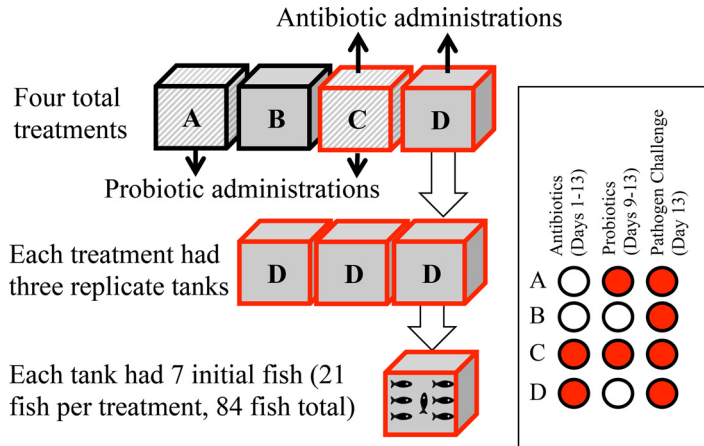 Antibiotic administrations
Four total
treatments
A
B
C
D
Probiotic administrations
Each treatment had
three replicate tanks
D
D
D
Each tank had 7 initial fish (21
fish per treatment, 84 fish total)
Antibiotics
(Days 1-13)
Probiotics
(Days 9-13)
Pathogen Challenge
(Day 13)
A
B
C
D